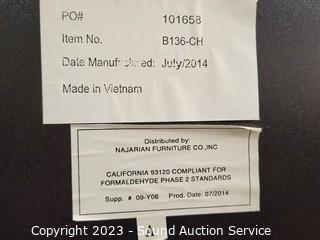 PO# 101658
Item No. B136-CH
Date Manufactured: July/2014
Made in Vietnam
Distributed by:
NAJARIAN FURNITURE CO.,INC
CALIFORNIA 93120 COMPLIANT FOR
FORMALDEHYDE PHASE 2 STANDARDS
Supp. # 09-Y06 Prod. Date: 07/2014
Copyright 2023 - Sound Auction Service